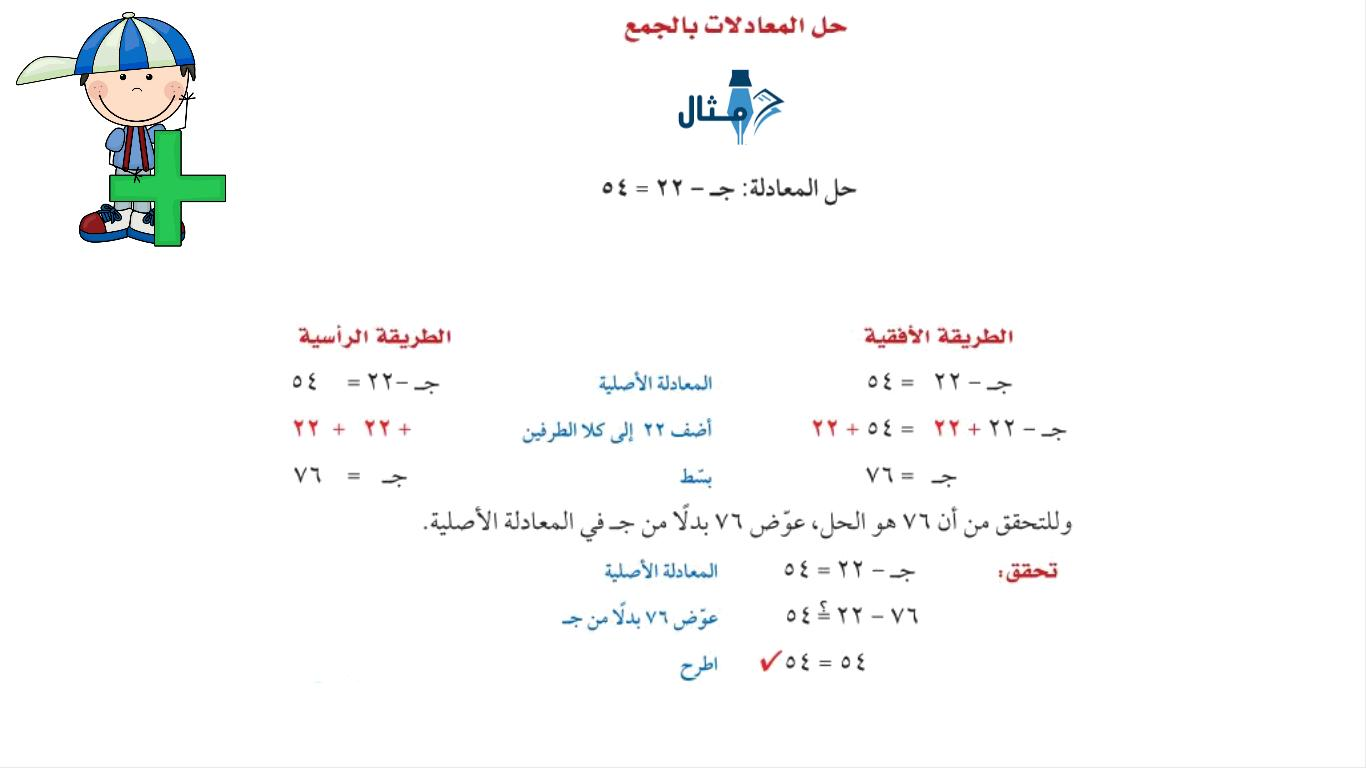 حل المعادلات بالجمع
مثال
حل المعادلة: جـ – ٢٢ = ٥٤
الطريقة الأفقية الطريقة الرأسية
جـ – ٢٢ = ٥٤ المعادلة الأصلية جـ –٢٢ = ٥٤
جـ – ٢٢ + ٢٢ = ٥٤ + ٢٢ أضف ٢٢ إلى كلا الطرفين + ٢٢ + ٢٢
جـ = ٧٦ بسّط جـ = ٧٦
وللتحقق من أن ٧٦ هو الحل، عوّض ٧٦ بدلًا من جـ في المعادلة الأصلية.
تحقق: جـ – ٢٢ = ٥٤ المعادلة الأصلية
٧٦ – ٢٢ ≟ ٥٤ عوّض ٧٦ بدلًا من جـ
٥٤ = ٥٤ ✓ اطرح